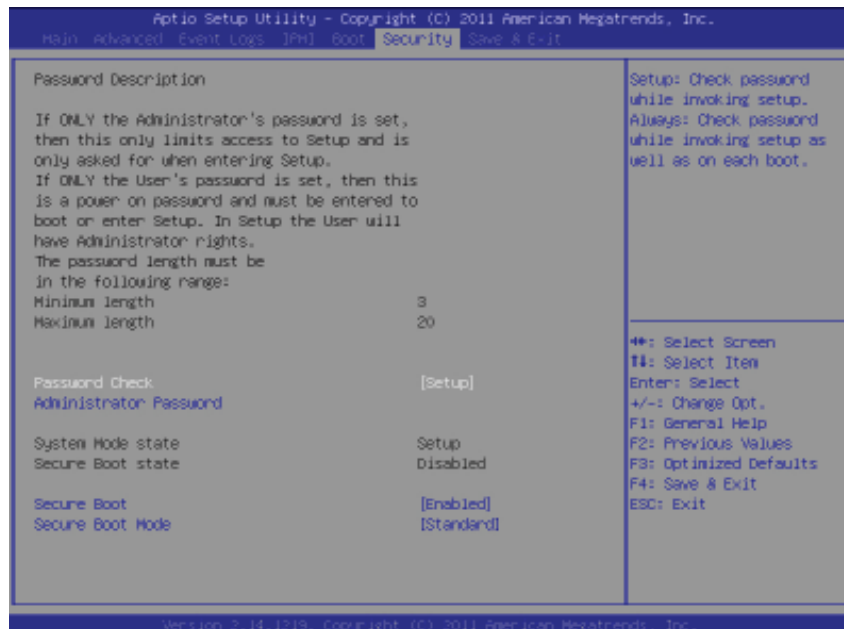 Aptio Setup Utility - Copyright (C) 2011 American Megatrends, Inc.
Main Advanced Event Logs IPMI Boot Security Save & Exit
Password Description
If ONLY the Administrator's password is set,
then this only limits access to Setup and is
only asked for when entering Setup.
If ONLY the User's password is set, then this
is a power on password and must be entered to
boot or enter Setup. In Setup the User will
have Administrator rights.
The password length must be
in the following range:
Minimum length 3
Maximum length 20
Password Check [Setup]
Administrator Password
System Mode state Setup
Secure Boot state Disabled
Secure Boot [Enabled]
Secure Boot Mode [Standard]
Setup: Check password
while invoking setup.
Always: Check password
while invoking setup as
well as on each boot.
→←: Select Screen
↑↓: Select Item
Enter: Select
+/-: Change Opt.
F1: General Help
F2: Previous Values
F3: Optimized Defaults
F4: Save & Exit
ESC: Exit
Version 2.14.1219. Copyright (C) 2011 American Megatrends, Inc.